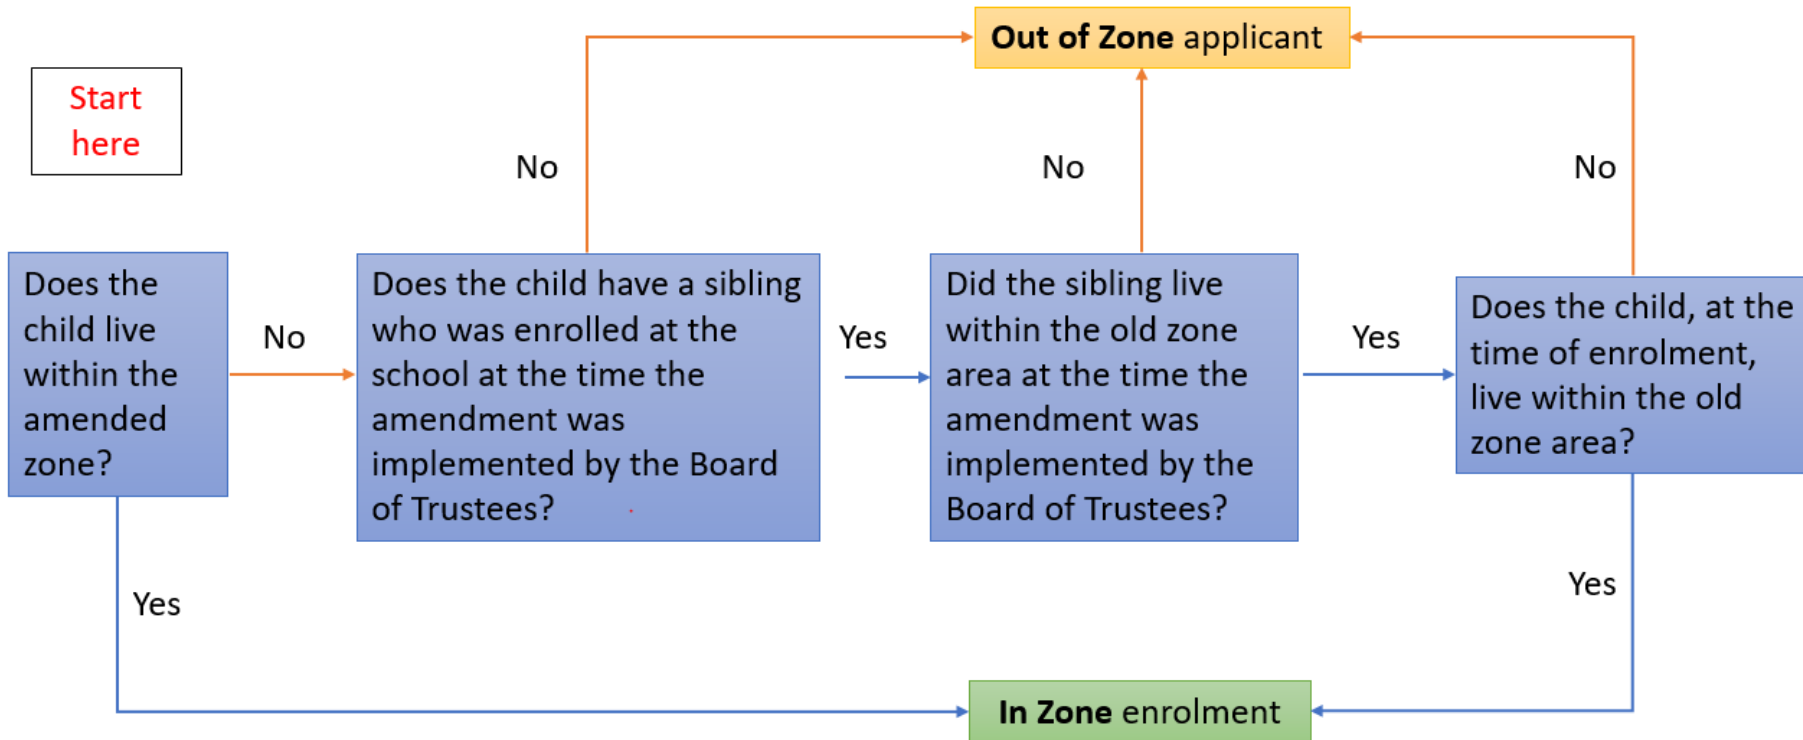 Out of Zone applicant
Start
here
No
No
No
Does the
child live
within the
amended
zone?
No
Does the child have a sibling
who was enrolled at the
school at the time the
amendment was
implemented by the Board
of Trustees?
Yes
Did the sibling live
within the old zone
area at the time the
amendment was
implemented by the
Board of Trustees?
Yes
Does the child, at the
time of enrolment,
live within the old
zone area?
Yes
Yes
In Zone enrolment